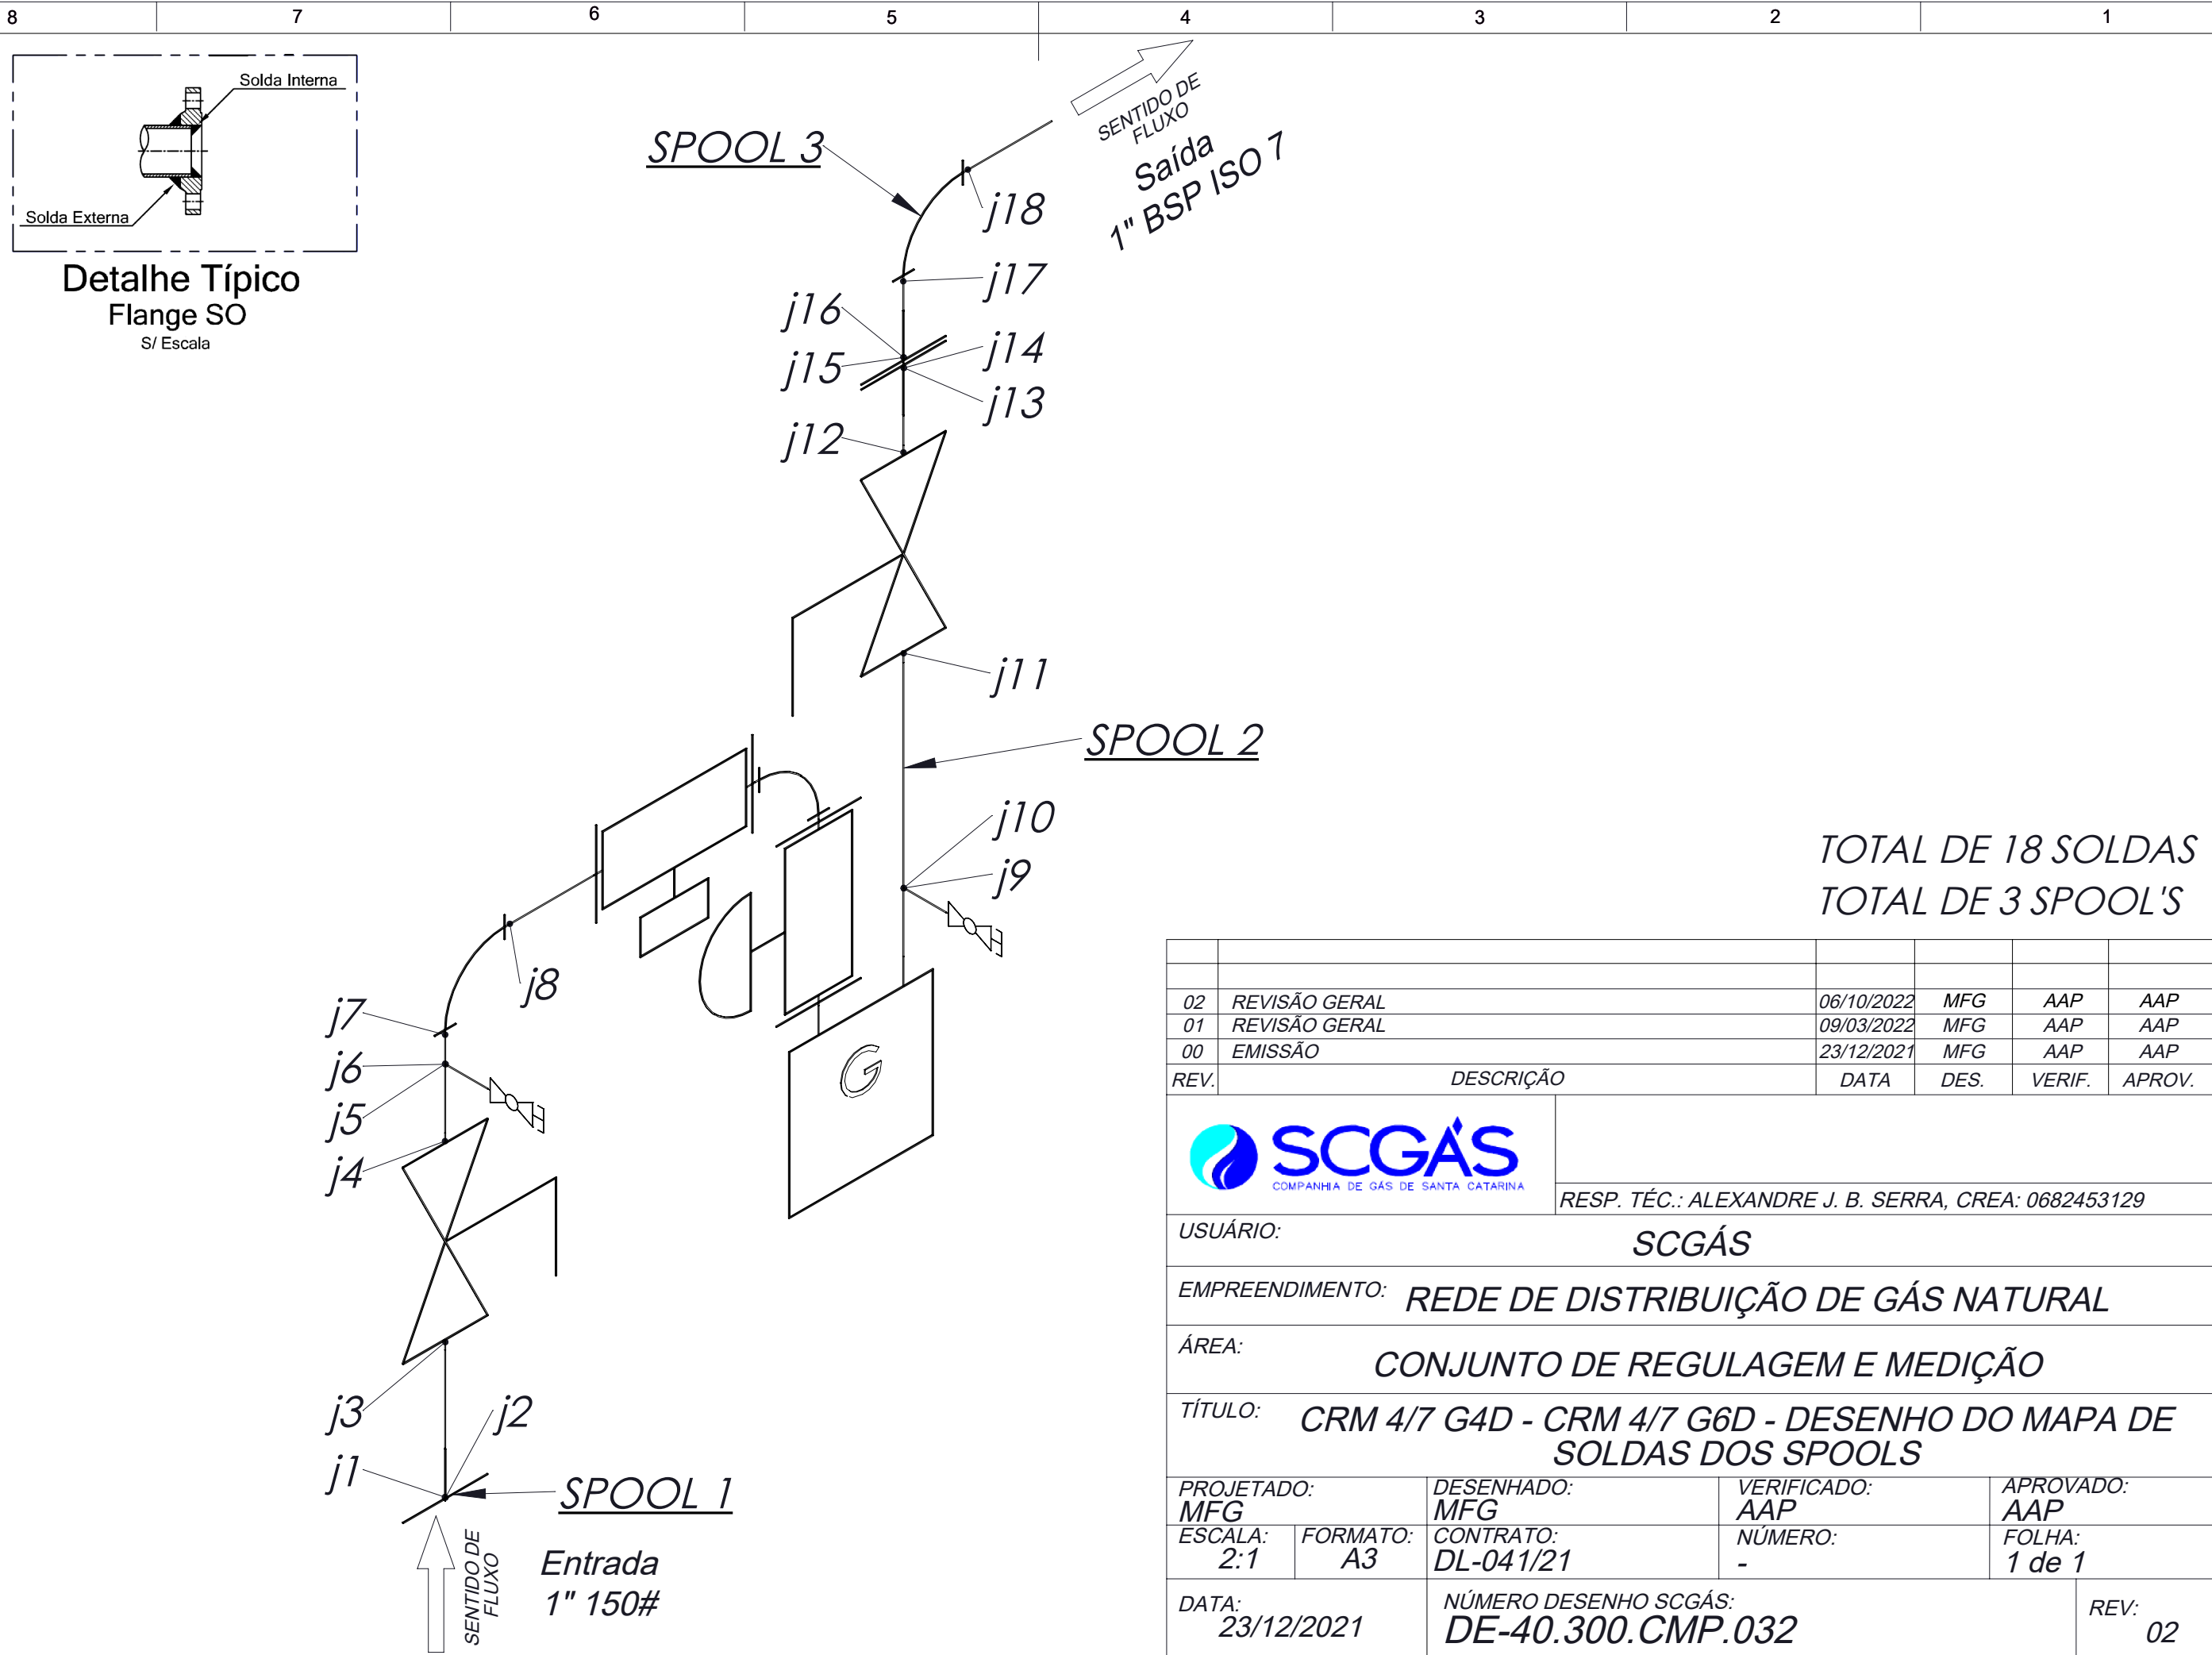 8 7 6 5 4 3 2 1
Solda Interna
Solda Externa
Detalhe Típico
Flange SO
S/ Escala
SENTIDO DE
FLUXO
Saída
1" BSP ISO 7
SPOOL 3
j18
j17
j16
j15
j14
j13
j12
j11
SPOOL 2
j10
j9
j8
j7
j6
j5
j4
j3
j2
j1
SPOOL 1
SENTIDO DE
FLUXO
Entrada
1" 150#
G
TOTAL DE 18 SOLDAS
TOTAL DE 3 SPOOL'S
02 REVISÃO GERAL 06/10/2022 MFG AAP AAP
01 REVISÃO GERAL 09/03/2022 MFG AAP AAP
00 EMISSÃO 23/12/2021 MFG AAP AAP
REV. DESCRIÇÃO DATA DES. VERIF. APROV.
SCGÁS
COMPANHIA DE GÁS DE SANTA CATARINA
RESP. TÉC.: ALEXANDRE J. B. SERRA, CREA: 0682453129
USUÁRIO: SCGÁS
EMPREENDIMENTO: REDE DE DISTRIBUIÇÃO DE GÁS NATURAL
ÁREA: CONJUNTO DE REGULAGEM E MEDIÇÃO
TÍTULO: CRM 4/7 G4D - CRM 4/7 G6D - DESENHO DO MAPA DE
SOLDAS DOS SPOOLS
PROJETADO: DESENHADO: VERIFICADO: APROVADO:
MFG MFG AAP AAP
ESCALA: FORMATO: CONTRATO: NÚMERO: FOLHA:
2:1 A3 DL-041/21 - 1 de 1
DATA: NÚMERO DESENHO SCGÁS: REV:
23/12/2021 DE-40.300.CMP.032 02